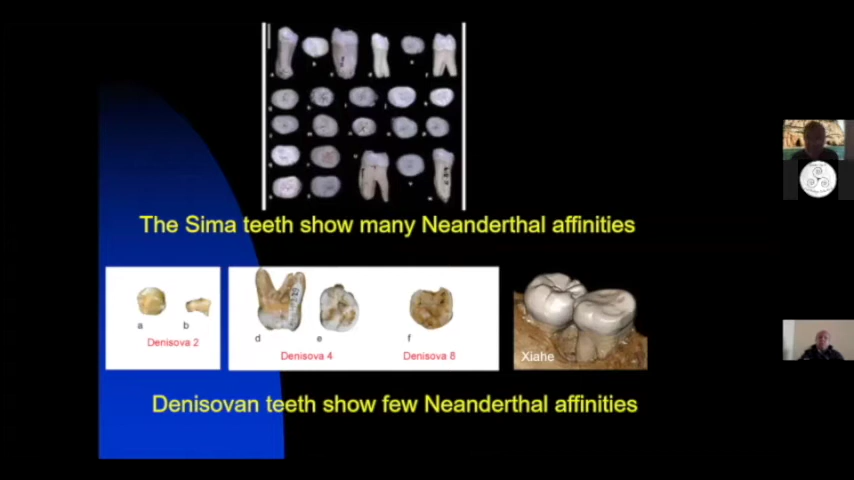 The Sima teeth show many Neanderthal affinities
a b
Denisova 2
d e f
Denisova 4 Denisova 8
Xiahe
Denisovan teeth show few Neanderthal affinities